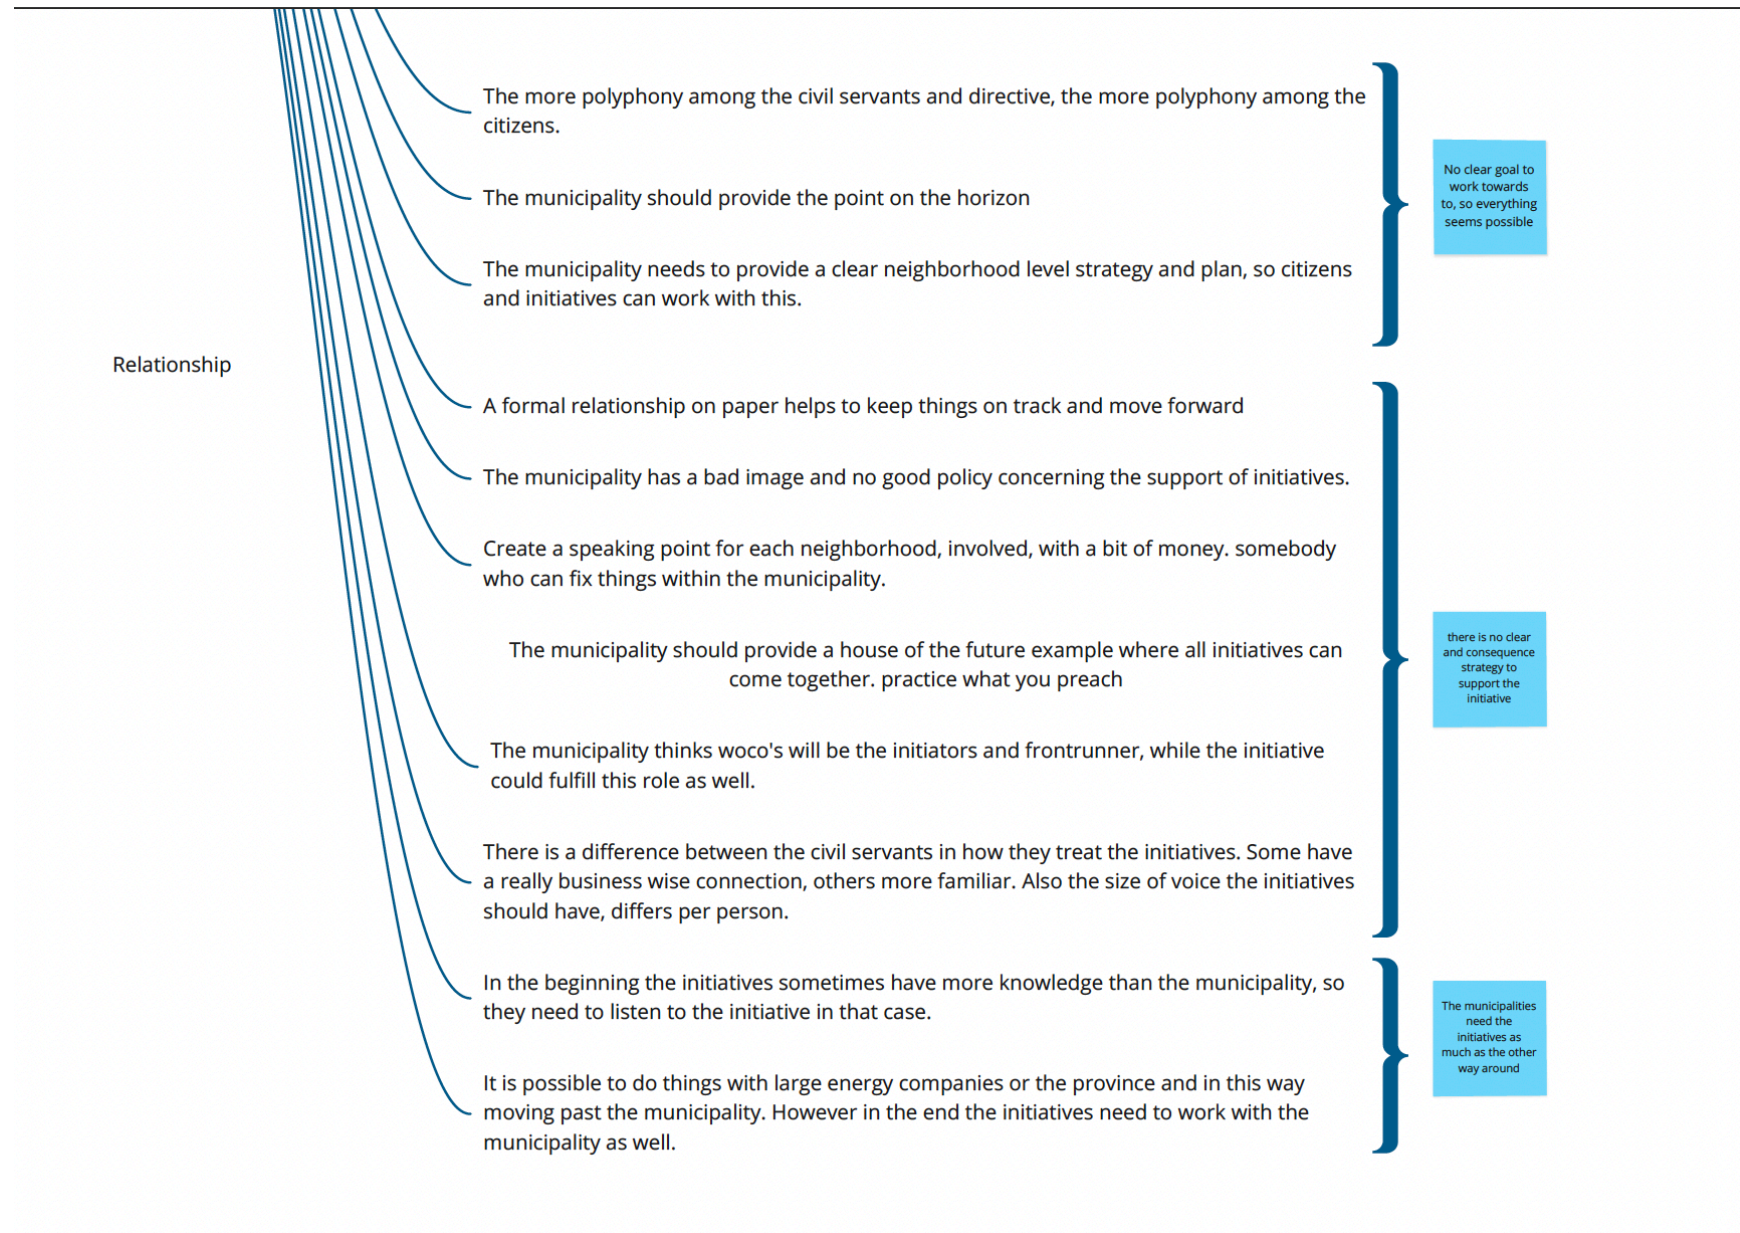 The more polyphony among the civil servants and directive, the more polyphony among the
citizens.
The municipality should provide the point on the horizon
The municipality needs to provide a clear neighborhood level strategy and plan, so citizens
and initiatives can work with this.
No clear goal to
work towards
to, so everything
seems possible
Relationship
A formal relationship on paper helps to keep things on track and move forward
The municipality has a bad image and no good policy concerning the support of initiatives.
Create a speaking point for each neighborhood, involved, with a bit of money. somebody
who can fix things within the municipality.
The municipality should provide a house of the future example where all initiatives can
come together. practice what you preach
The municipality thinks woco's will be the initiators and frontrunner, while the initiative
could fulfill this role as well.
There is a difference between the civil servants in how they treat the initiatives. Some have
a really business wise connection, others more familiar. Also the size of voice the initiatives
should have, differs per person.
there is no clear
and consequence
strategy to
support the
initiative
In the beginning the initiatives sometimes have more knowledge than the municipality, so
they need to listen to the initiative in that case.
It is possible to do things with large energy companies or the province and in this way
moving past the municipality. However in the end the initiatives need to work with the
municipality as well.
The municipalities
need the
initiatives as
much as the other
way around